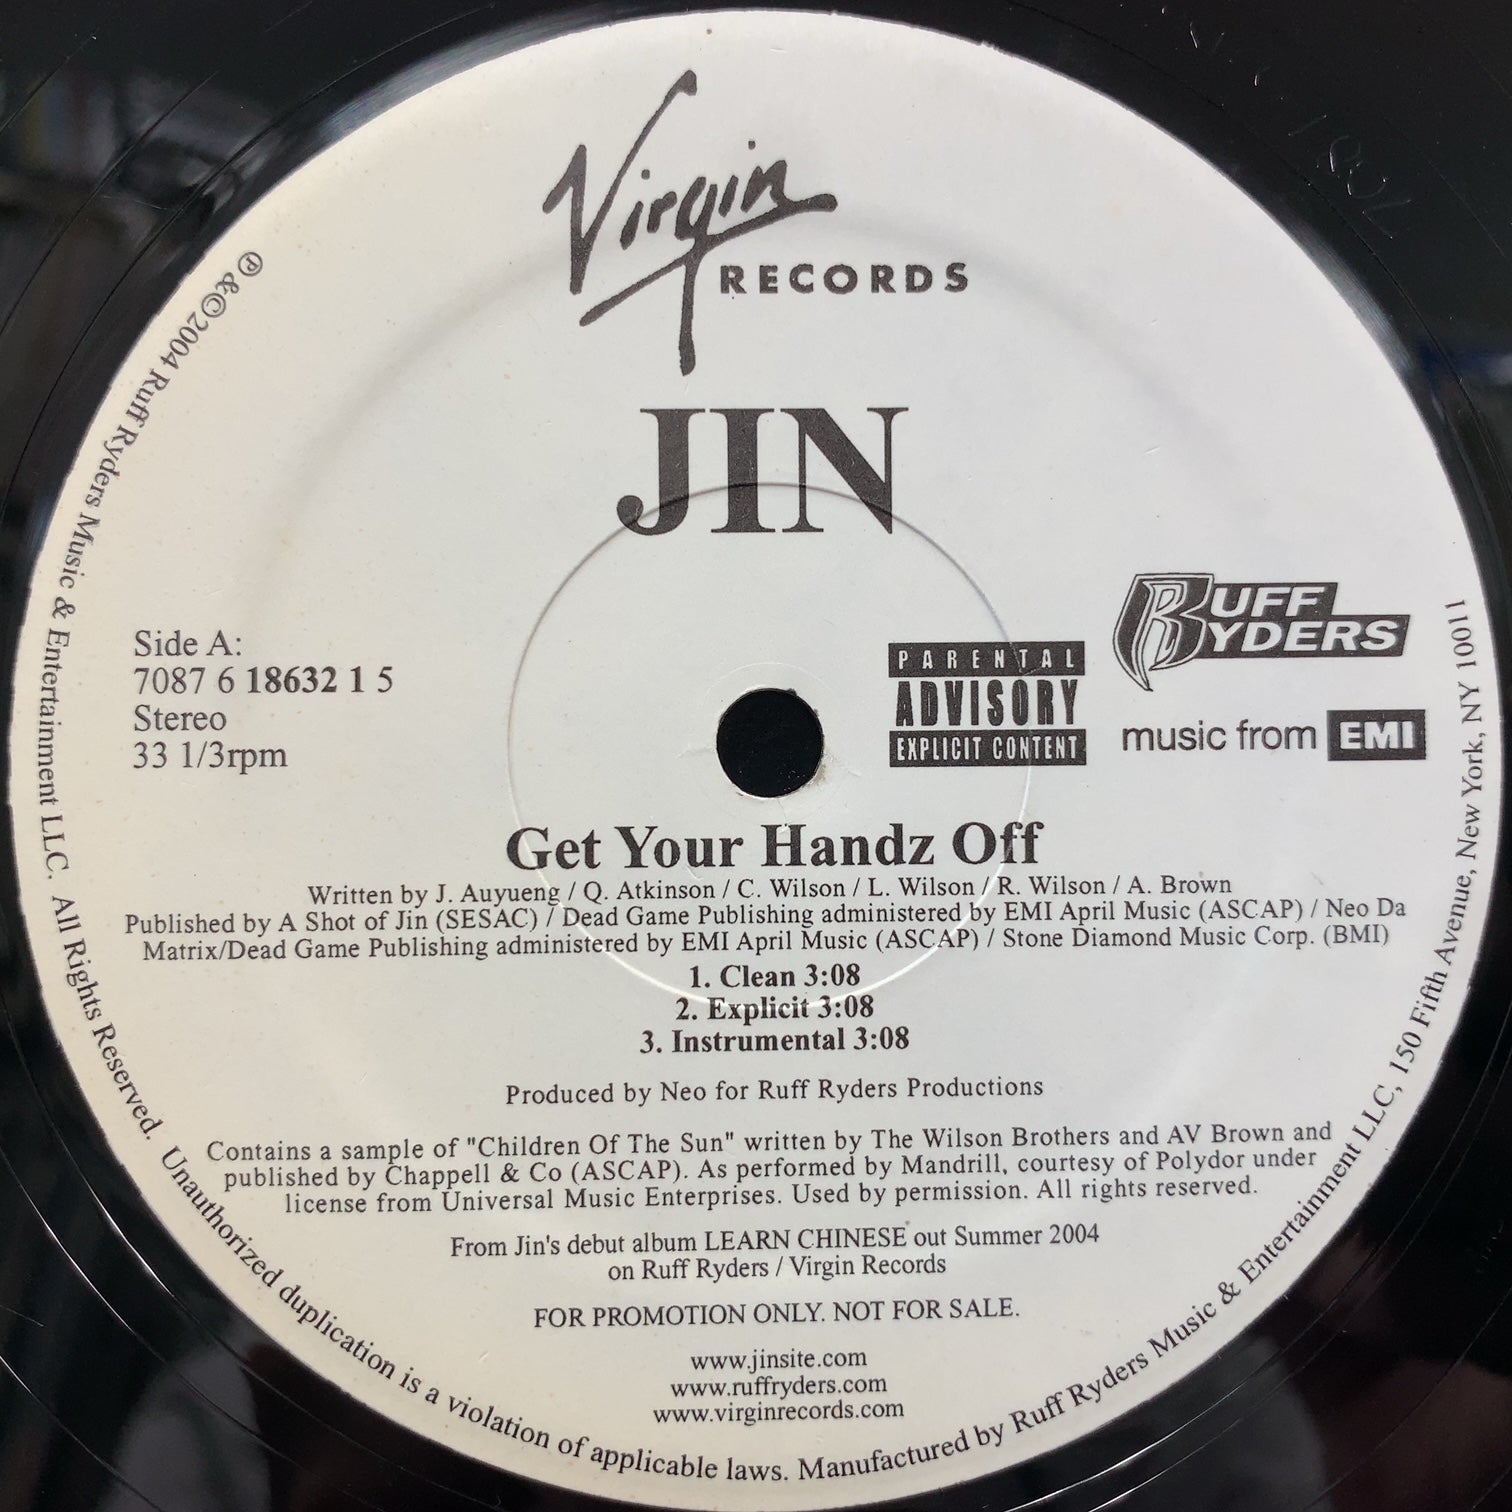 Virgin
RECORDS
JIN
RUFF
RYDERS
Side A:
7087 6 18632 1 5
Stereo
33 1/3rpm
PARENTAL
ADVISORY
EXPLICIT CONTENT
music from EMI
Get Your Handz Off
Written by J. Auyueng / Q. Atkinson / C. Wilson / L. Wilson / R. Wilson / A. Brown
Published by A Shot of Jin (SESAC) / Dead Game Publishing administered by EMI April Music (ASCAP) / Neo Da
Matrix/Dead Game Publishing administered by EMI April Music (ASCAP) / Stone Diamond Music Corp. (BMI)
1. Clean 3:08
2. Explicit 3:08
3. Instrumental 3:08
Produced by Neo for Ruff Ryders Productions
Contains a sample of "Children Of The Sun" written by The Wilson Brothers and AV Brown and
published by Chappell & Co (ASCAP). As performed by Mandrill, courtesy of Polydor under
license from Universal Music Enterprises. Used by permission. All rights reserved.
From Jin's debut album LEARN CHINESE out Summer 2004
on Ruff Ryders / Virgin Records
FOR PROMOTION ONLY. NOT FOR SALE.
www.jinsite.com
www.ruffryders.com
www.virginrecords.com
℗ &©2004 Ruff Ryders Music & Entertainment LLC. All Rights Reserved. Unauthorized duplication is a violation of applicable laws. Manufactured by Ruff Ryders Music & Entertainment LLC, 150 Fifth Avenue, New York, NY 10011